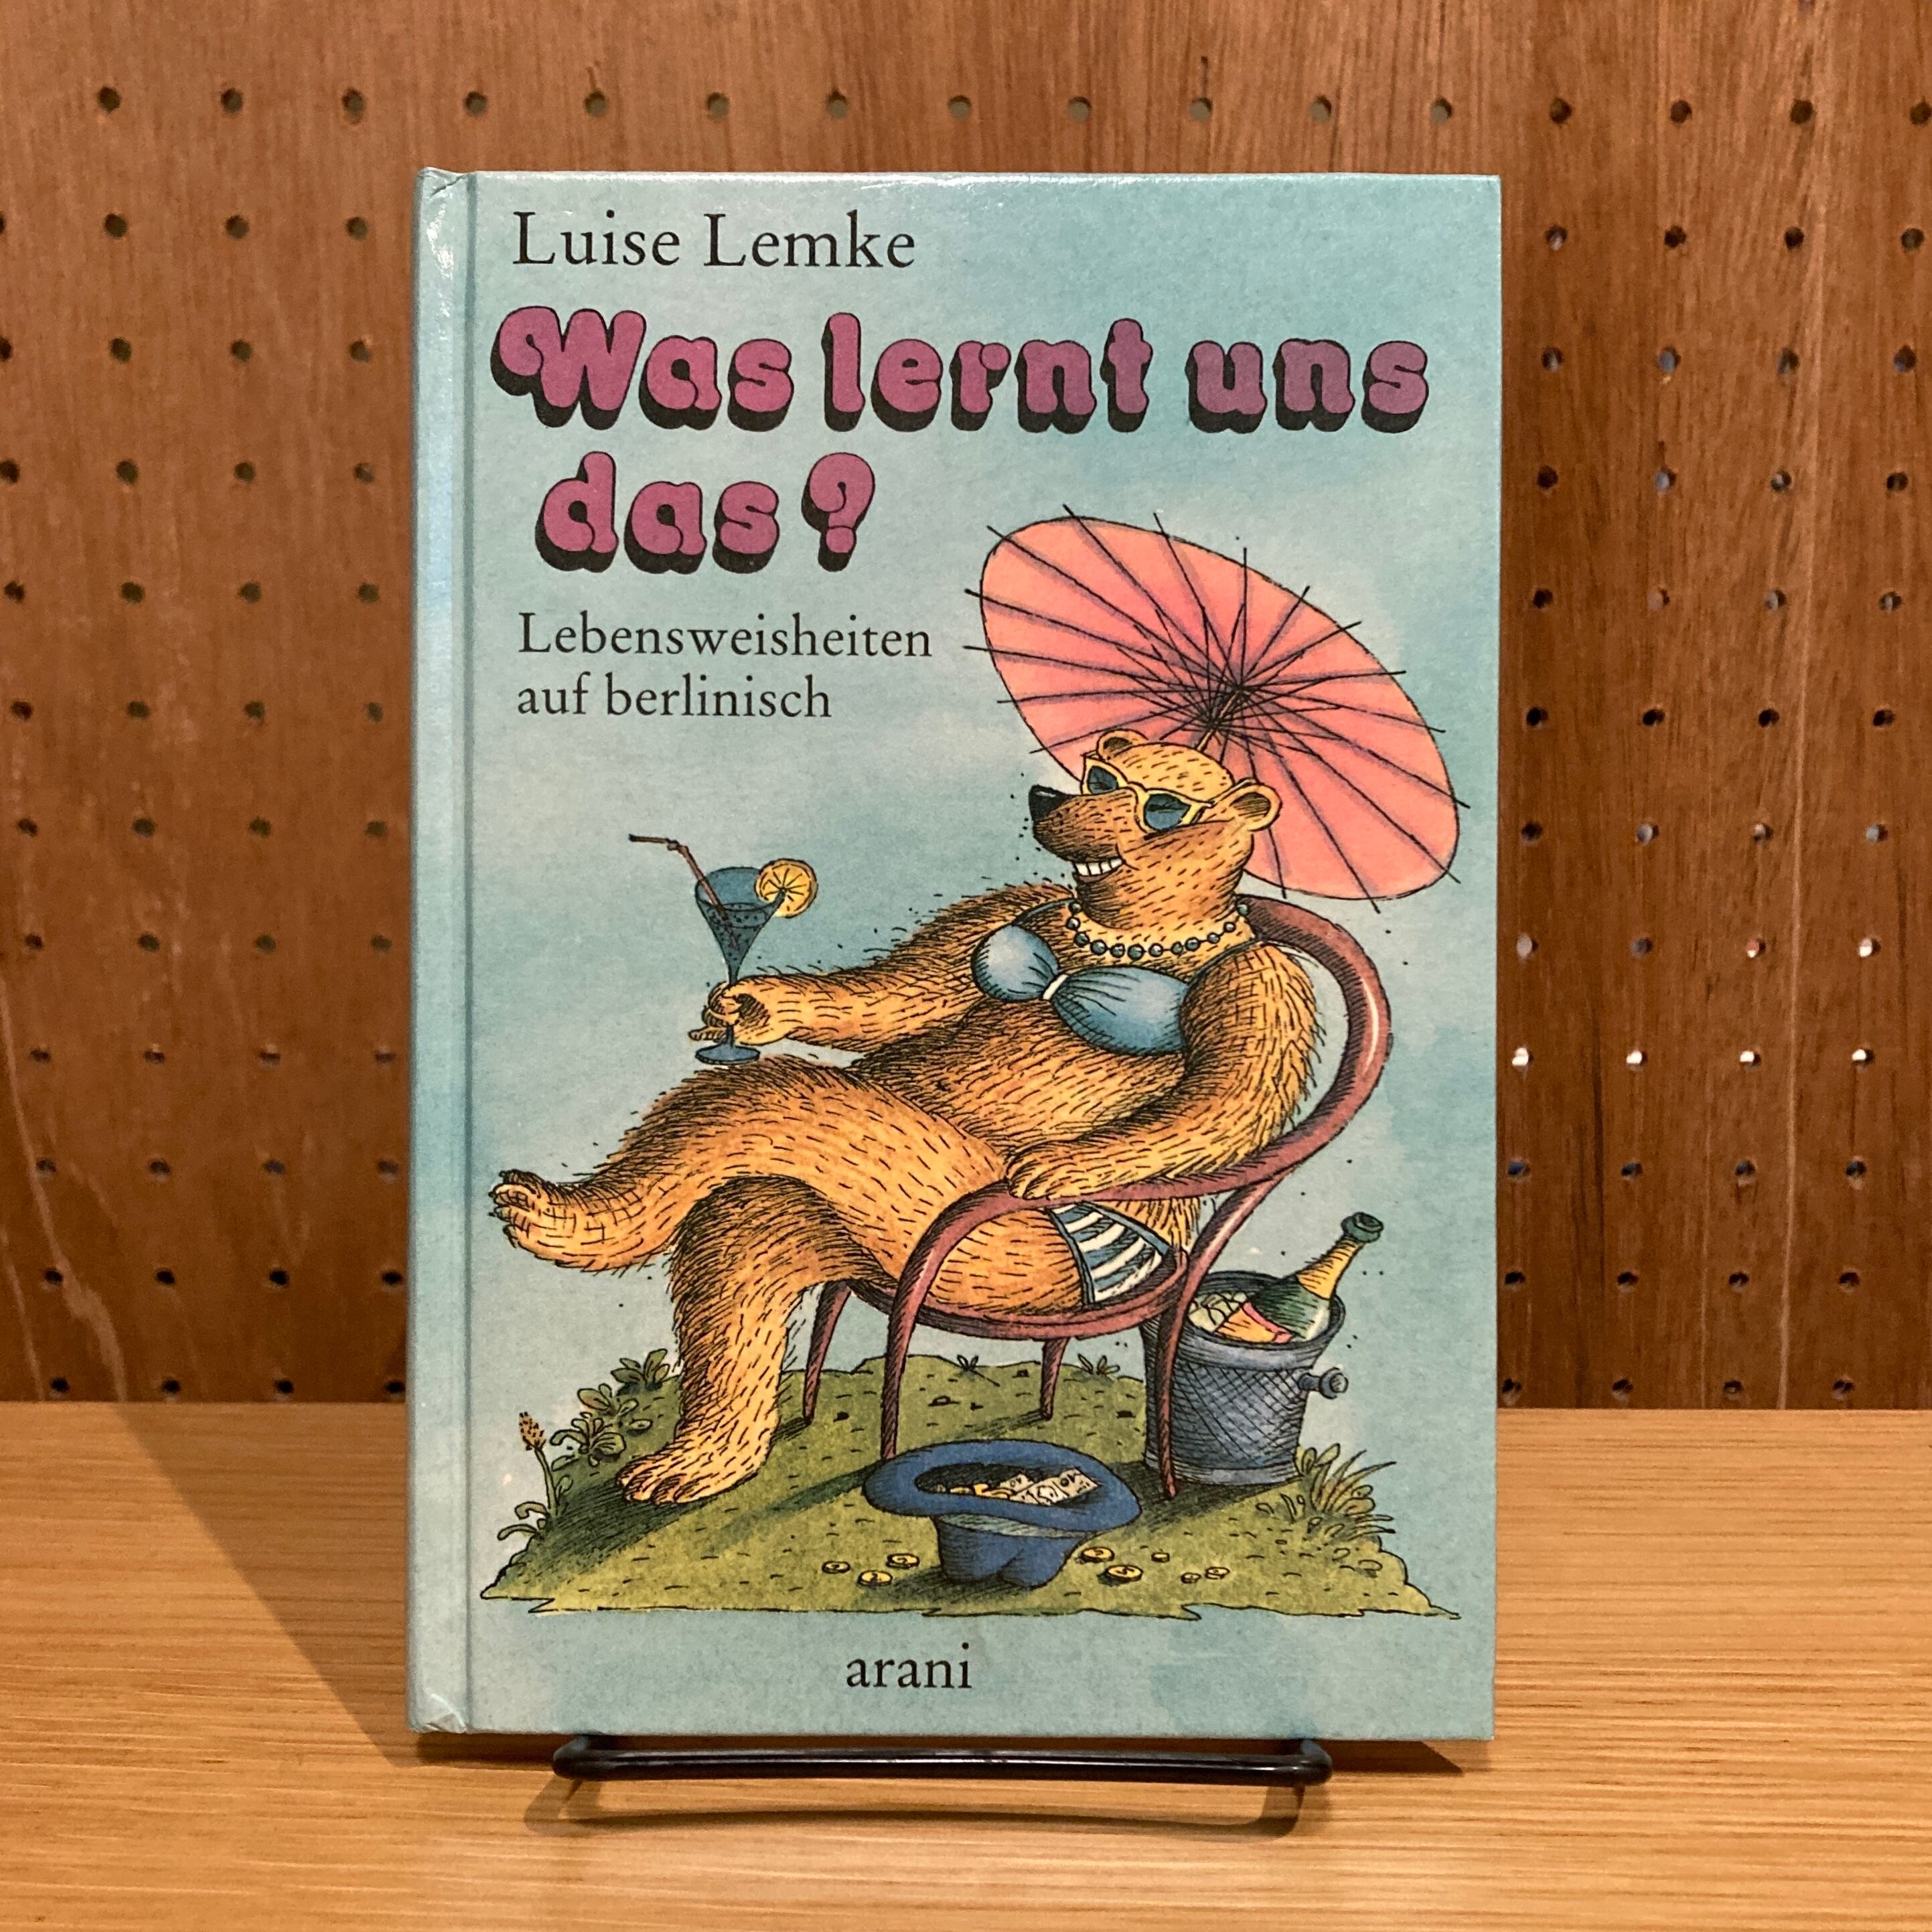 Luise Lemke
Was lernt uns
das?
Lebensweisheiten
auf berlinisch
arani